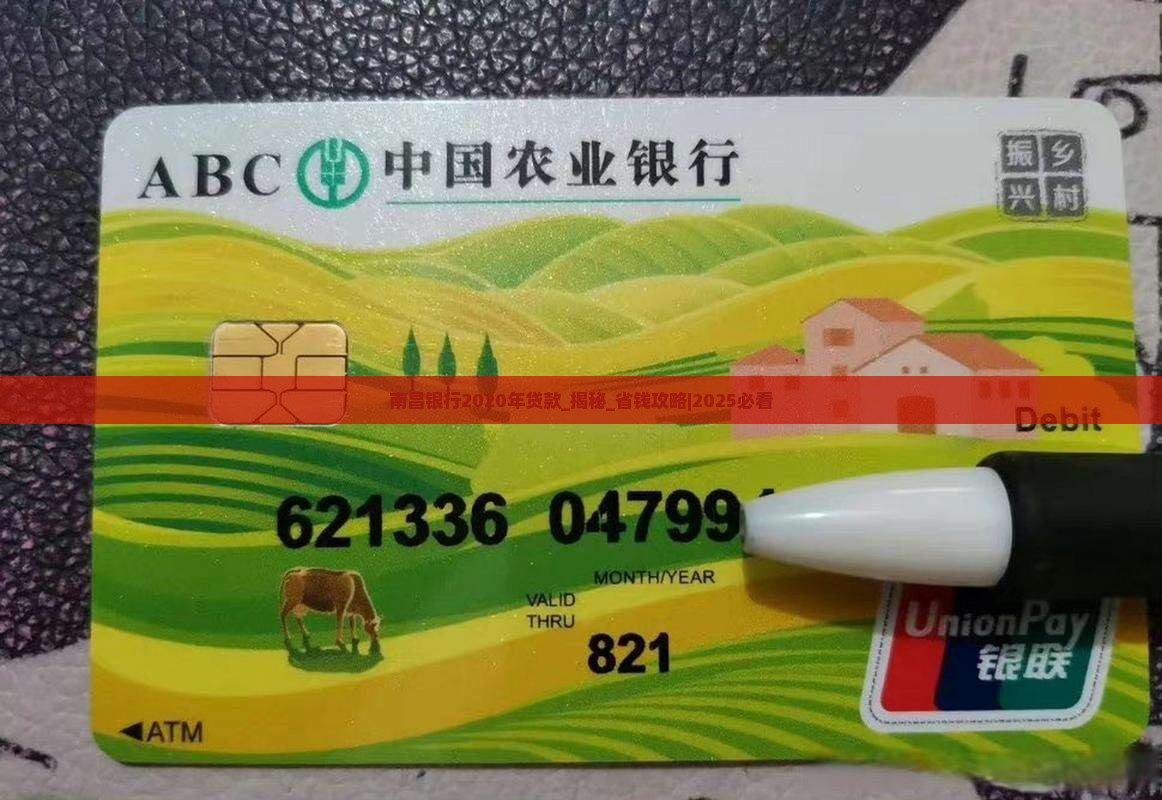 ABC 中国农业银行
振乡
兴村
南昌银行2020年贷款_揭秘_省钱攻略|2025必看
Debit
621336 04799
MONTH/YEAR
VALID
THRU
821
UnionPay
银联
ATM